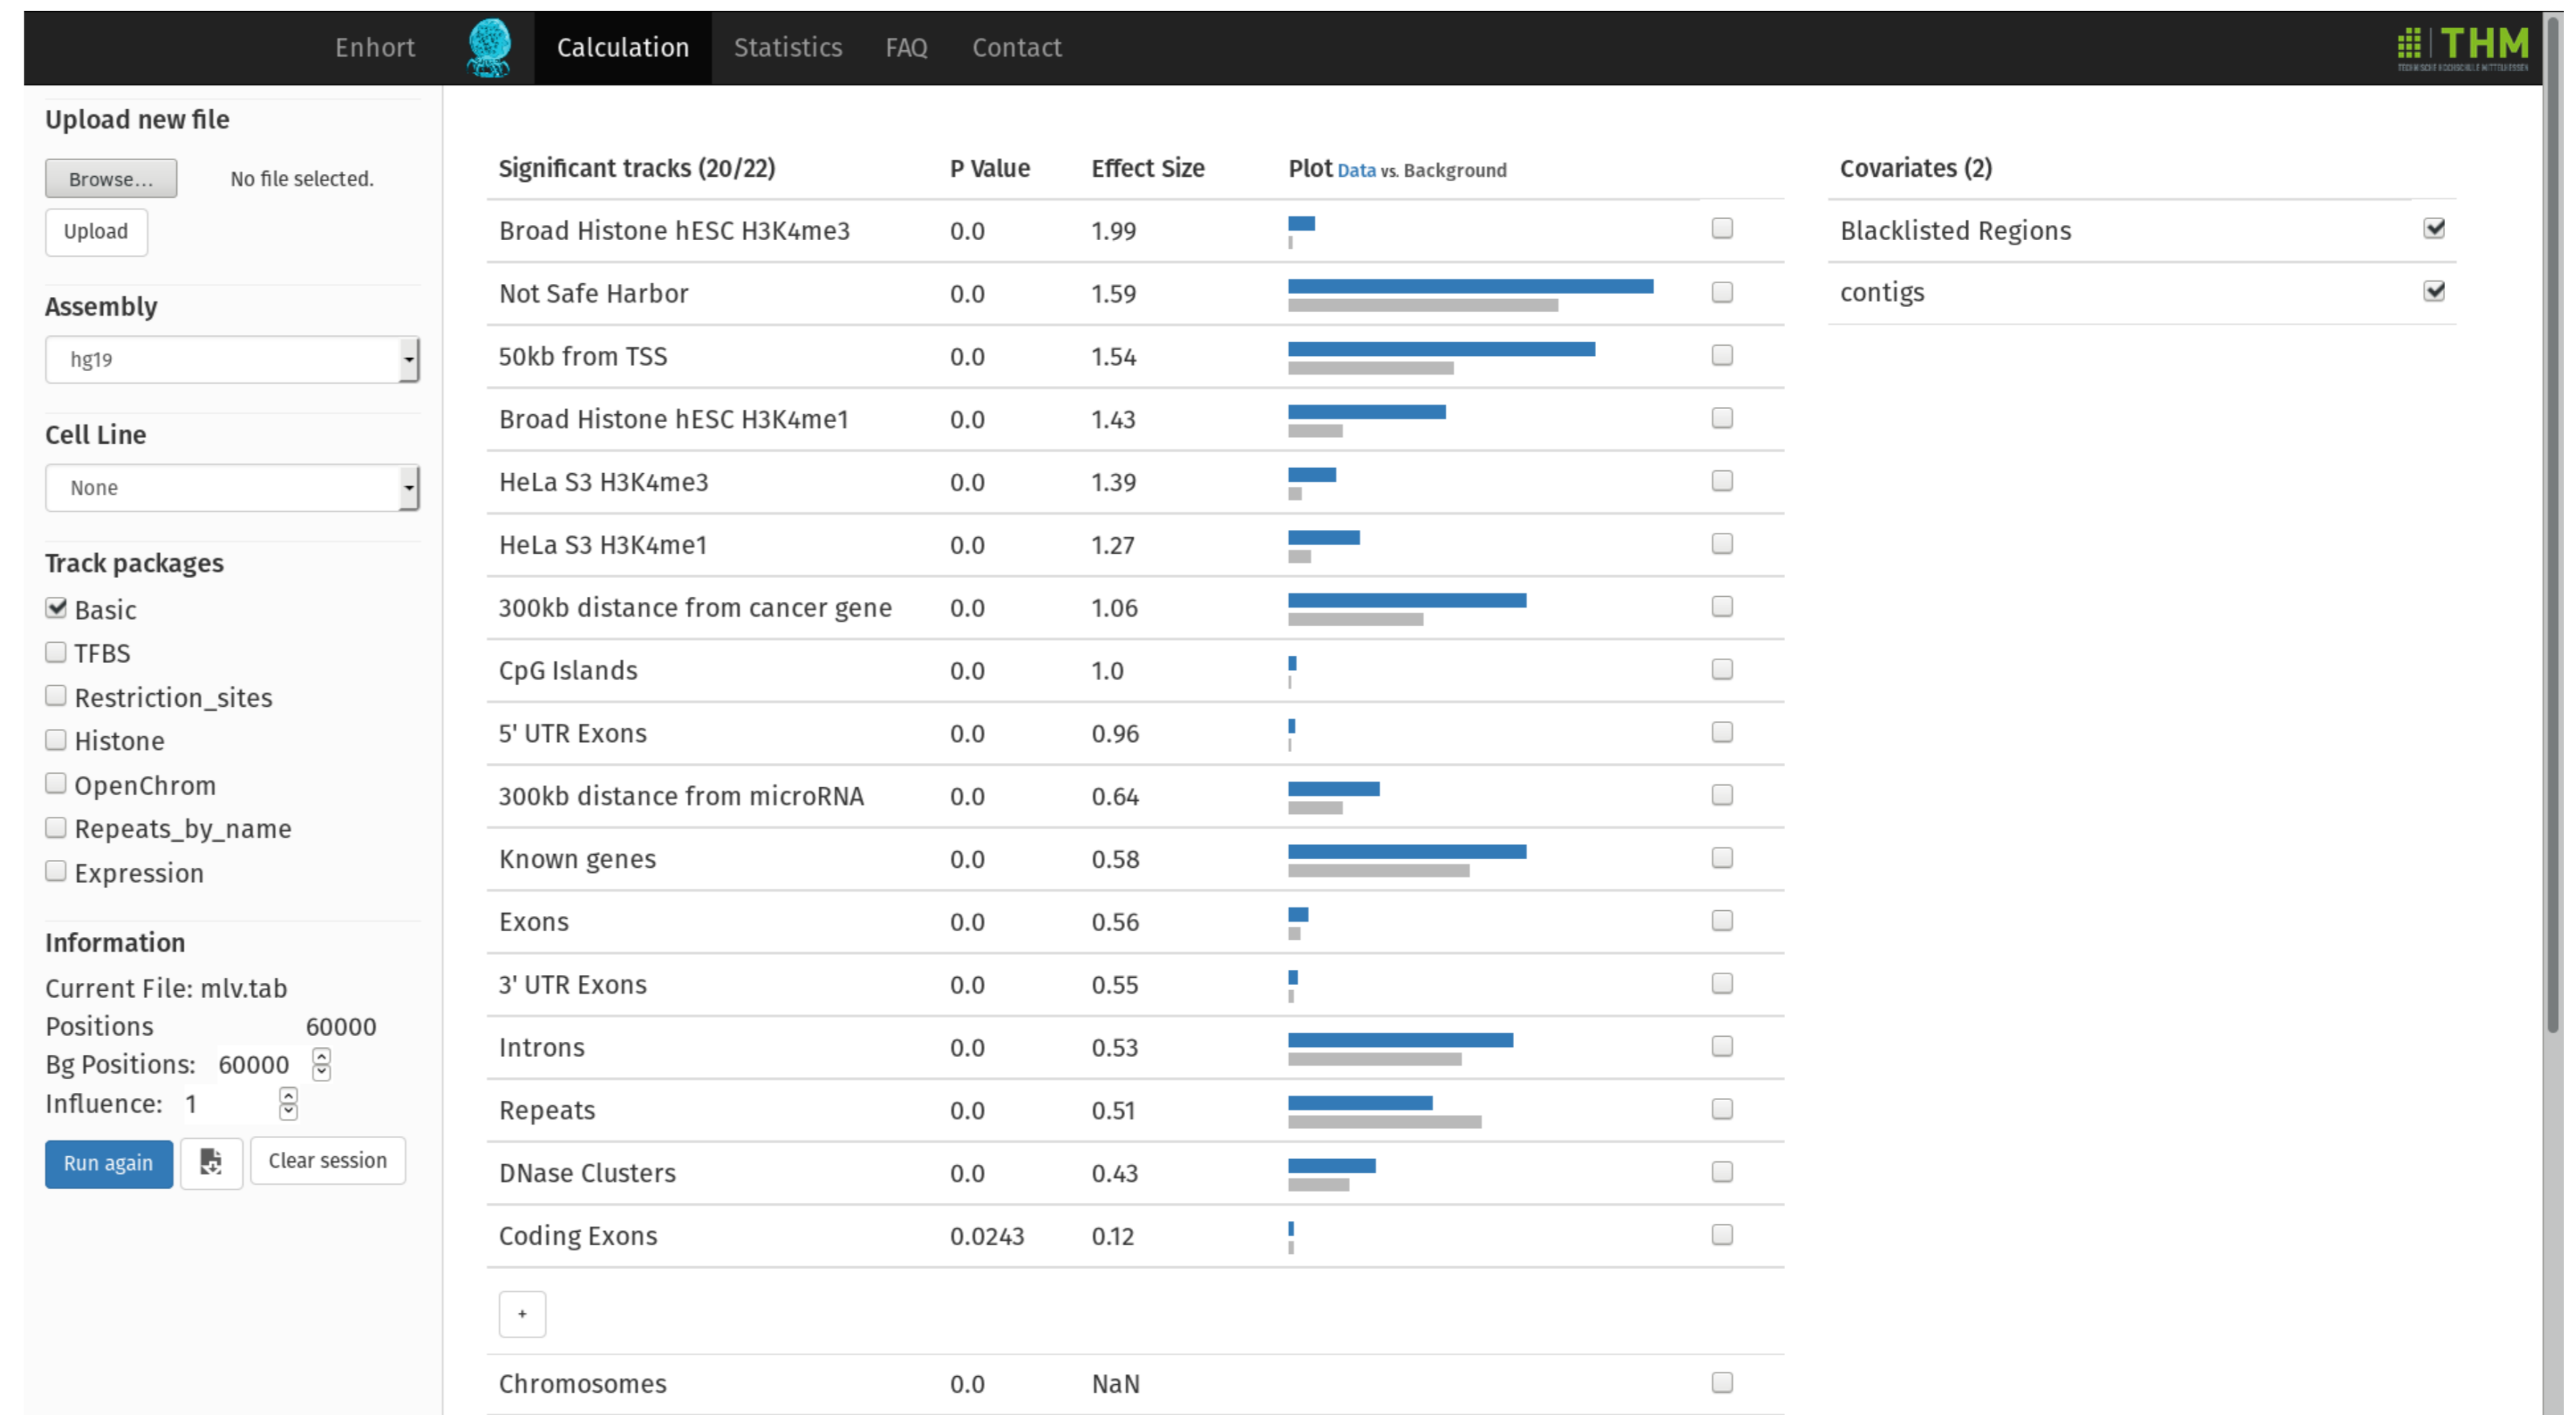 Enhort Calculation Statistics FAQ Contact
THM
TECHNISCHE HOCHSCHULE MITTELHESSEN
Upload new file
Browse... No file selected.
Upload
Assembly
hg19
Cell Line
None
Track packages
Basic
TFBS
Restriction_sites
Histone
OpenChrom
Repeats_by_name
Expression
Information
Current File: mlv.tab
Positions 60000
Bg Positions: 60000
Influence: 1
Run again Clear session
Significant tracks (20/22) P Value Effect Size Plot Data vs. Background
Broad Histone hESC H3K4me3 0.0 1.99
Not Safe Harbor 0.0 1.59
50kb from TSS 0.0 1.54
Broad Histone hESC H3K4me1 0.0 1.43
HeLa S3 H3K4me3 0.0 1.39
HeLa S3 H3K4me1 0.0 1.27
300kb distance from cancer gene 0.0 1.06
CpG Islands 0.0 1.0
5' UTR Exons 0.0 0.96
300kb distance from microRNA 0.0 0.64
Known genes 0.0 0.58
Exons 0.0 0.56
3' UTR Exons 0.0 0.55
Introns 0.0 0.53
Repeats 0.0 0.51
DNase Clusters 0.0 0.43
Coding Exons 0.0243 0.12
+
Chromosomes 0.0 NaN
Covariates (2)
Blacklisted Regions
contigs